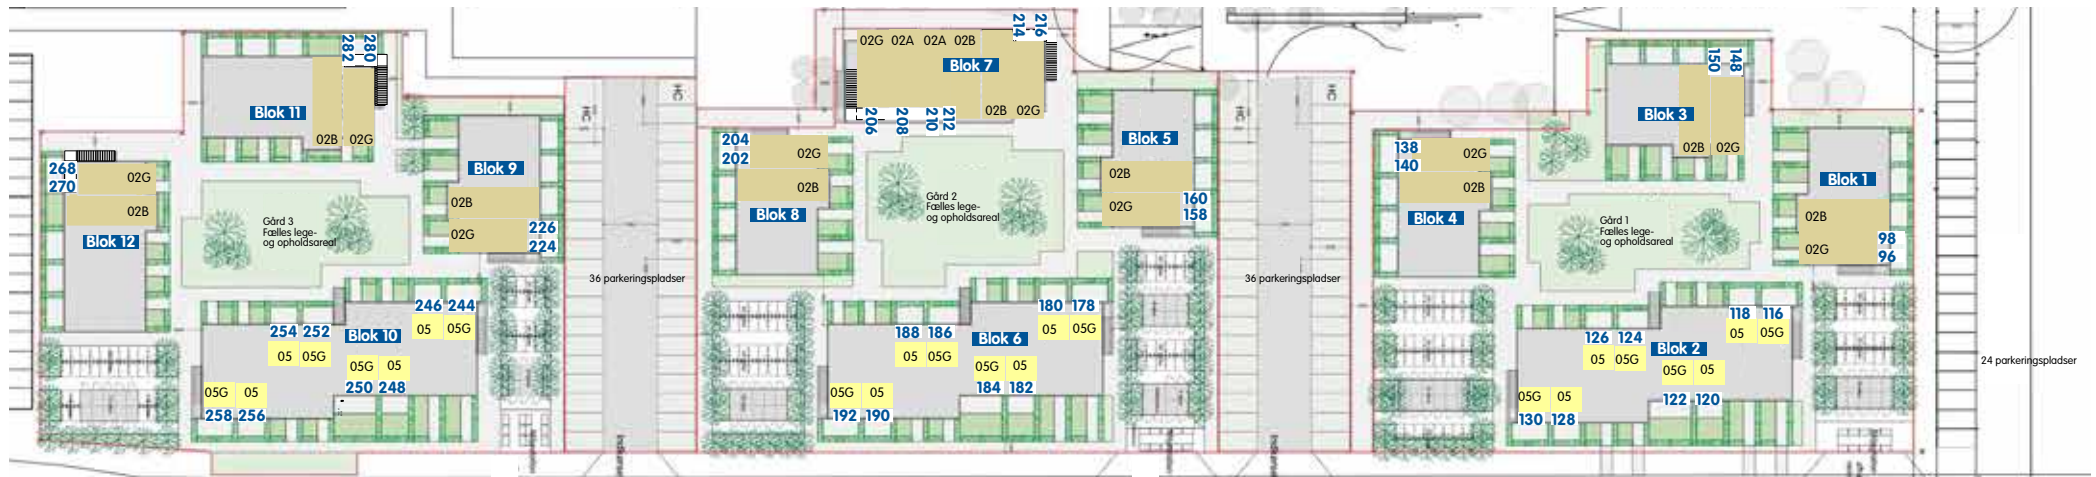 282
280
Blok 11
02B
02G
268
270
02G
02B
Blok 12
Blok 9
02B
02G
226
224
Gård 3
Fælles lege-
og opholdsareal
246 244
05 05G
254 252
Blok 10
05 05G
05G 05
250 248
05G 05
258 256
HC
HC
36 parkeringspladser
02G 02A 02A 02B
214
216
Blok 7
02B 02G
206
208
210
212
204
202
02G
02B
Blok 8
Blok 5
02B
02G
160
158
Gård 2
Fælles lege-
og opholdsareal
180 178
05 05G
188 186
Blok 6
05 05G
05G 05
184 182
05G 05
192 190
HC
HC
36 parkeringspladser
150
148
Blok 3
02B 02G
138
140
02G
02B
Blok 4
Blok 1
02B
02G
98
96
Gård 1
Fælles lege-
og opholdsareal
118 116
05 05G
126 124
Blok 2
05 05G
05G 05
122 120
05G 05
130 128
24 parkeringspladser